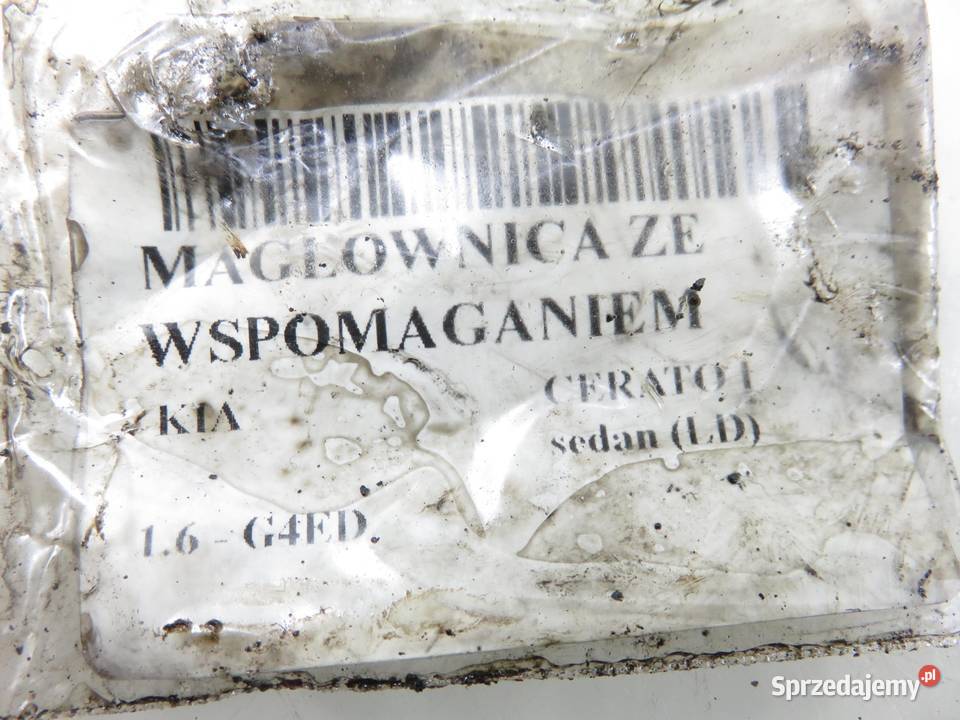 MAGLOWNICA ZE
WSPOMAGANIEM
KIA
CERATO I
sedan (LD)
1.6 - G4ED
Sprzedajemy.pl